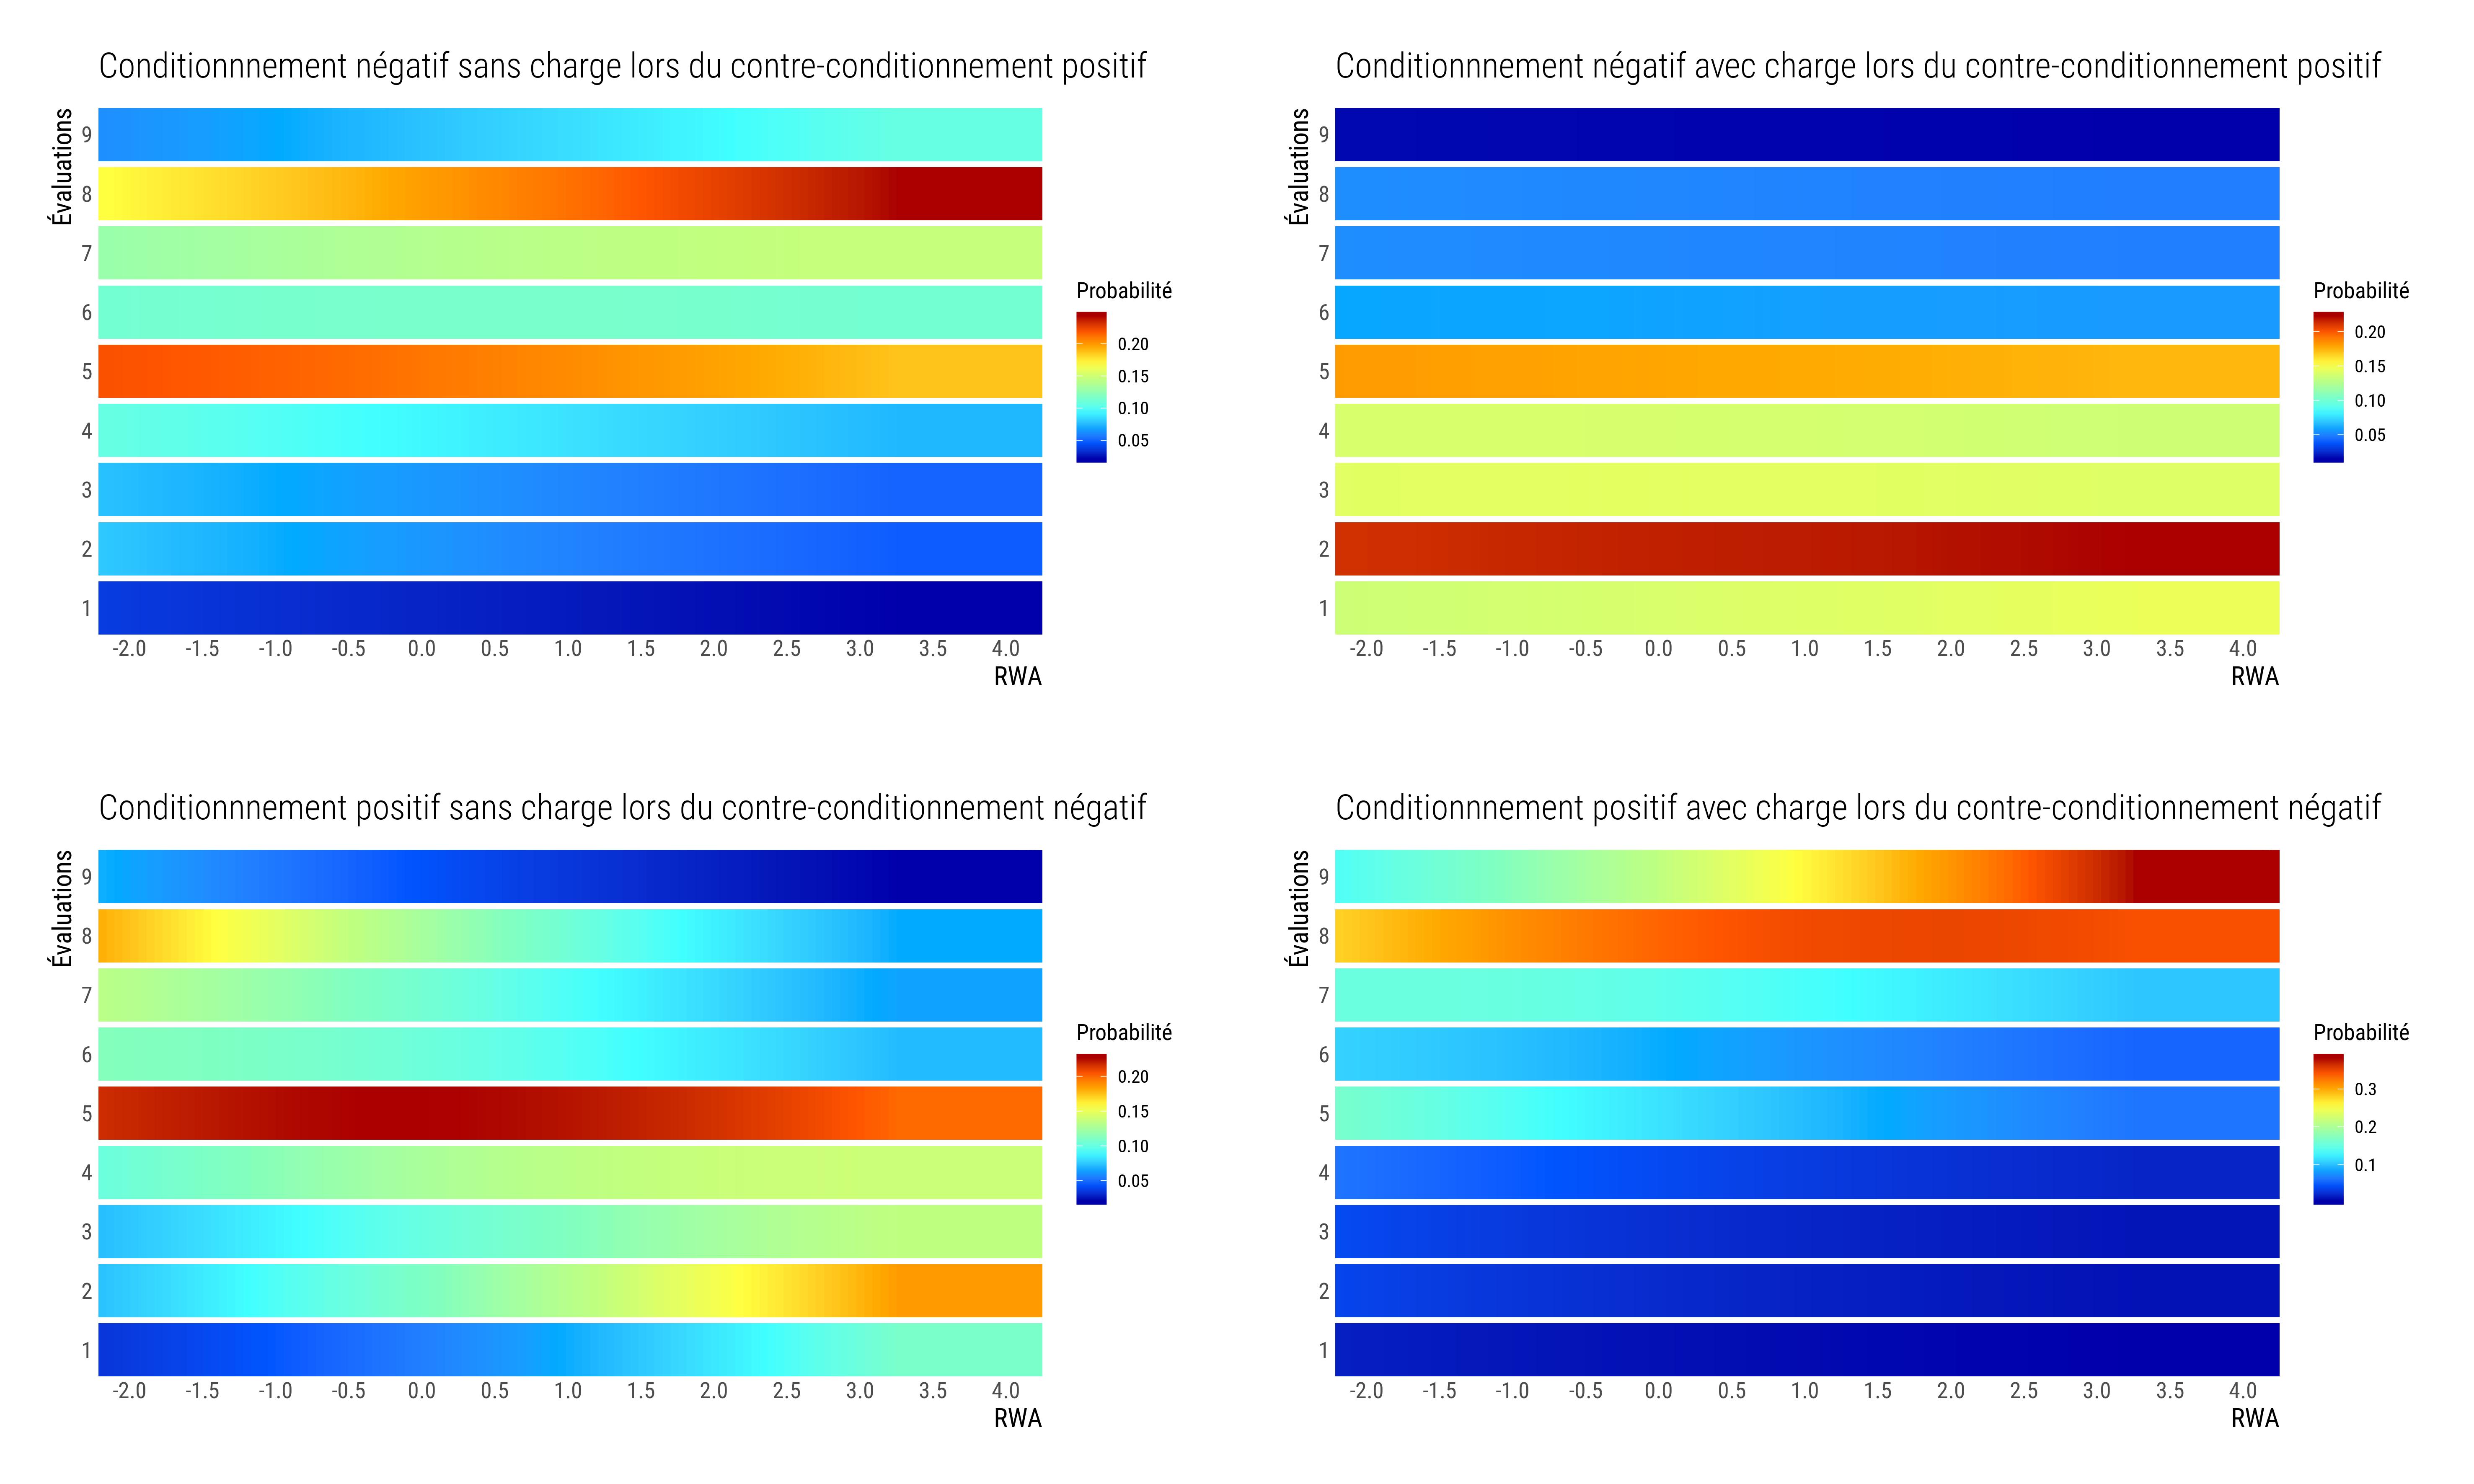 Conditionnnement négatif sans charge lors du contre-conditionnement positif
Évaluations
9
8
7
6
5
4
3
2
1
-2.0 -1.5 -1.0 -0.5 0.0 0.5 1.0 1.5 2.0 2.5 3.0 3.5 4.0
RWA
Probabilité
0.20
0.15
0.10
0.05
Conditionnnement négatif avec charge lors du contre-conditionnement positif
Évaluations
9
8
7
6
5
4
3
2
1
-2.0 -1.5 -1.0 -0.5 0.0 0.5 1.0 1.5 2.0 2.5 3.0 3.5 4.0
RWA
Probabilité
0.20
0.15
0.10
0.05
Conditionnnement positif sans charge lors du contre-conditionnement négatif
Évaluations
9
8
7
6
5
4
3
2
1
-2.0 -1.5 -1.0 -0.5 0.0 0.5 1.0 1.5 2.0 2.5 3.0 3.5 4.0
RWA
Probabilité
0.20
0.15
0.10
0.05
Conditionnnement positif avec charge lors du contre-conditionnement négatif
Évaluations
9
8
7
6
5
4
3
2
1
-2.0 -1.5 -1.0 -0.5 0.0 0.5 1.0 1.5 2.0 2.5 3.0 3.5 4.0
RWA
Probabilité
0.3
0.2
0.1